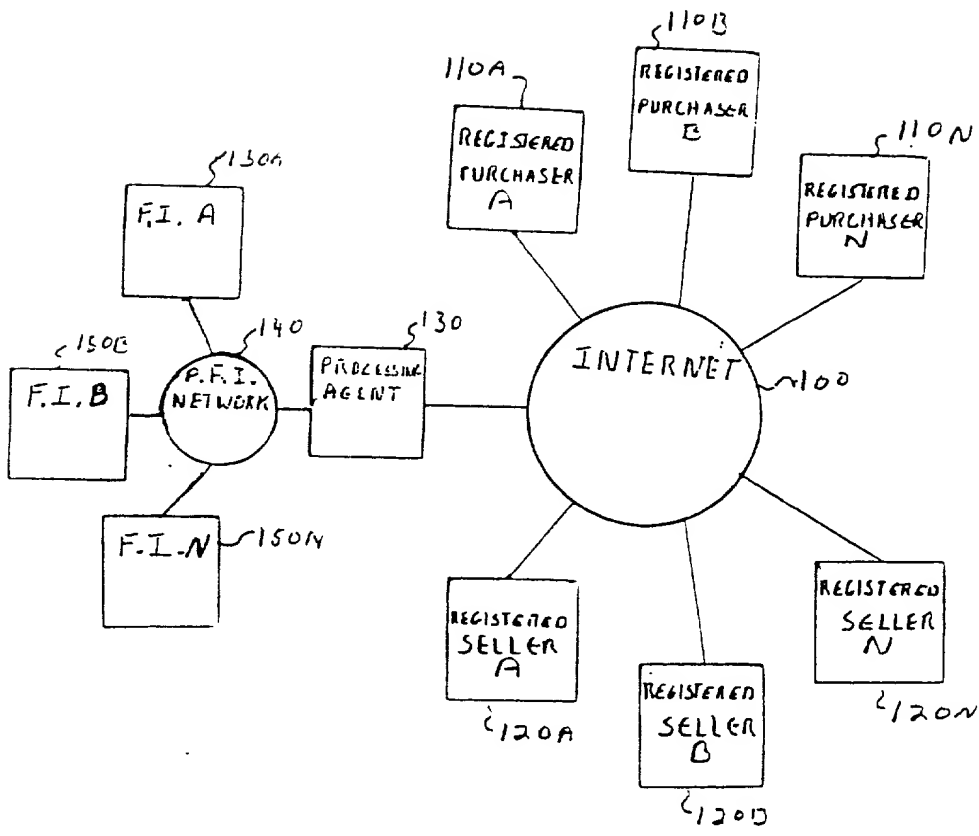 110B
REGISTERED
PURCHASER
B
110A
REGISTERED
PURCHASER
A
110N
REGISTERED
PURCHASER
N
150A
F.I. A
150B
F.I. B
140
P.F.I.
NETWORK
130
PROCESSING
AGENT
INTERNET
100
F.I.N
150N
REGISTERED
SELLER
A
120A
REGISTERED
SELLER
B
120B
REGISTERED
SELLER
N
120N